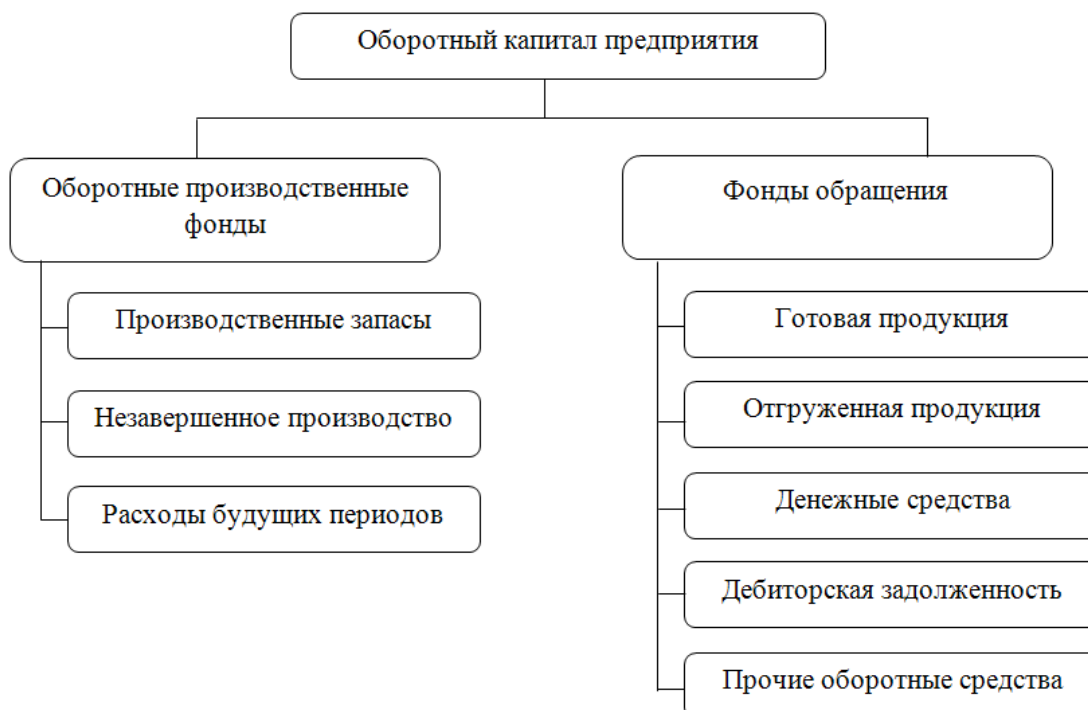 Оборотный капитал предприятия
Оборотные производственные
фонды
Производственные запасы
Незавершенное производство
Расходы будущих периодов
Фонды обращения
Готовая продукция
Отгруженная продукция
Денежные средства
Дебиторская задолженность
Прочие оборотные средства